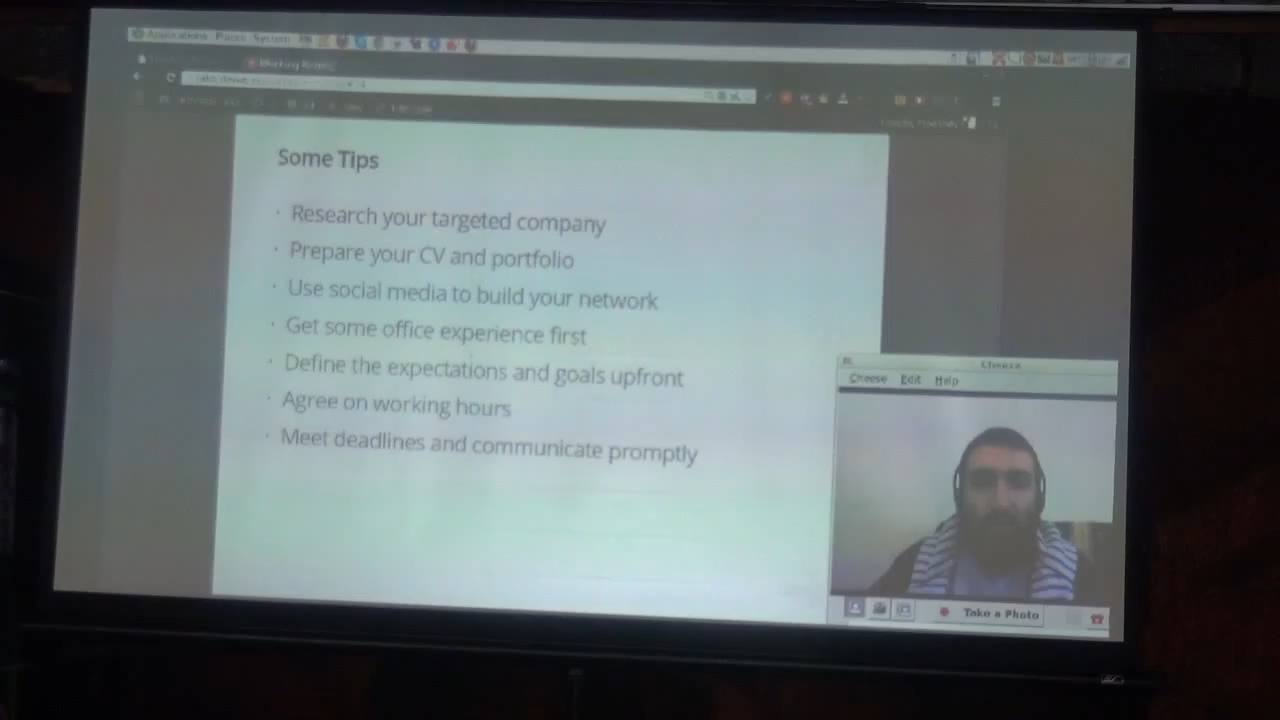 Applications Places System
Working Remo
Some Tips
· Research your targeted company
· Prepare your CV and portfolio
· Use social media to build your network
· Get some office experience first
· Define the expectations and goals upfront
· Agree on working hours
· Meet deadlines and communicate promptly
Cheese
Cheese Edit Help
Take a Photo